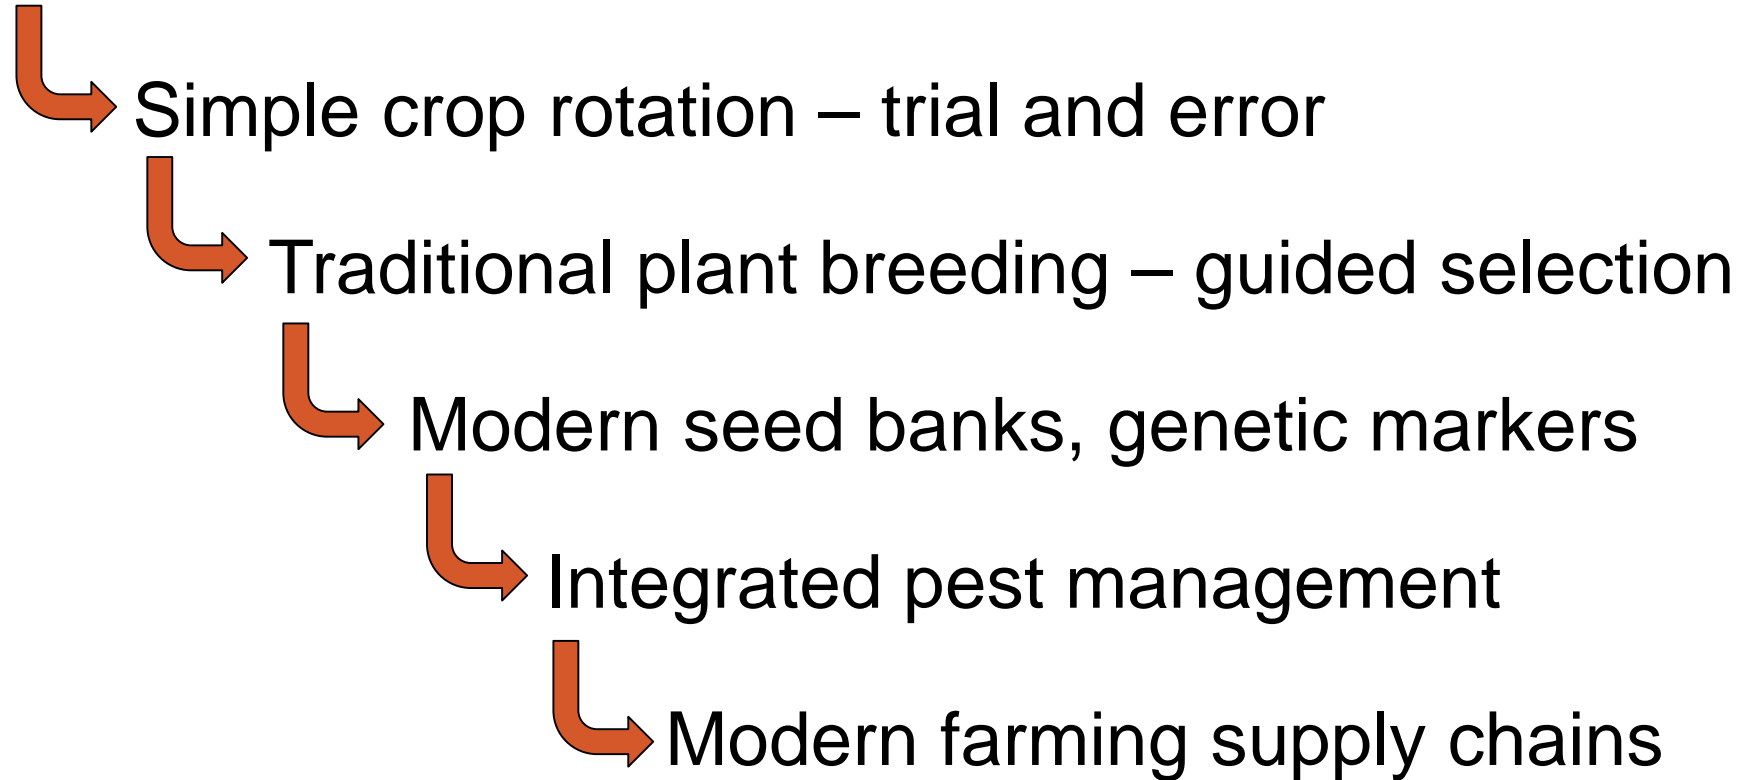 Simple crop rotation – trial and error
Traditional plant breeding – guided selection
Modern seed banks, genetic markers
Integrated pest management
Modern farming supply chains